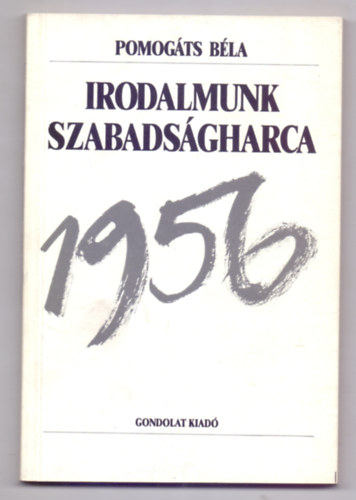 POMOGÁTS BÉLA
IRODALMUNK
SZABADSÁGHARCA
1956
GONDOLAT KIADÓ